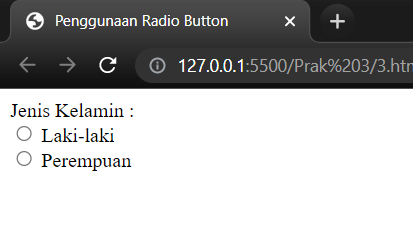 Penggunaan Radio Button
127.0.0.1:5500/Prak%203/3.htm
Jenis Kelamin :
Laki-laki
Perempuan